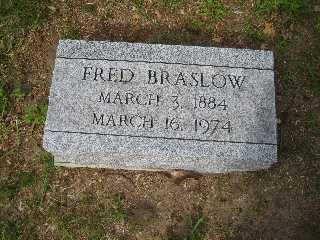 FRED BRASLOW
MARCH 3, 1884
MARCH 16, 1974